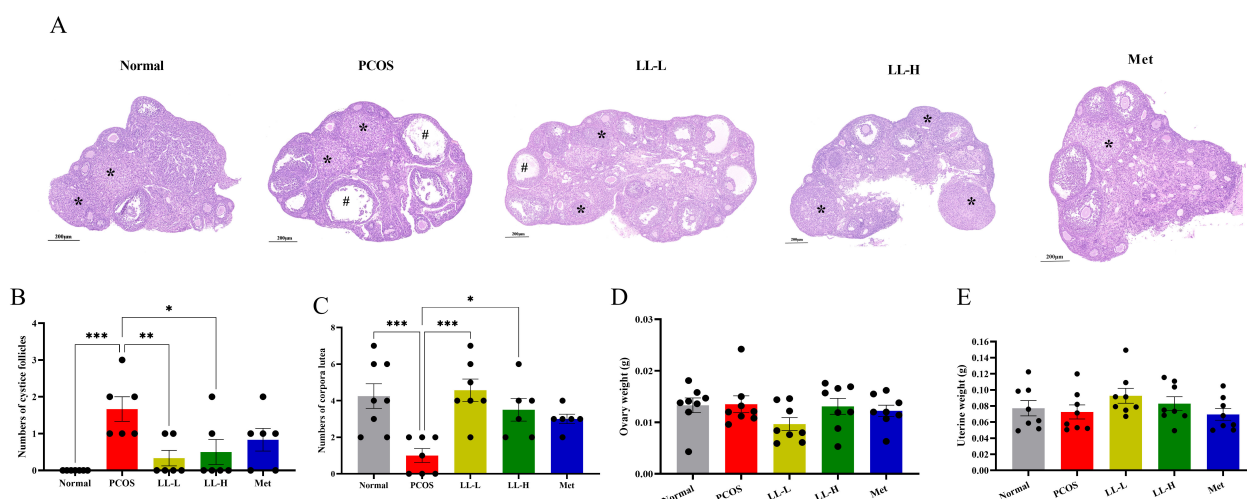 A
Normal
PCOS
LL-L
LL-H
Met
* * 200μm
* * # # 200μm
* * # 200μm
* * * 200μm
* 200μm
B
Numbers of cystice follicles
4
3
2
1
0
*** ** *
Normal PCOS LL-L LL-H Met
C
Numbers of corpora lutea
8
6
4
2
0
*** *** *
Normal PCOS LL-L LL-H Met
D
Ovary weight (g)
0.03
0.02
0.01
0.00
Normal PCOS LL-L LL-H Met
E
Uterine weight (g)
0.16
0.14
0.12
0.10
0.08
0.06
0.04
0.02
0.00
Normal PCOS LL-L LL-H Met